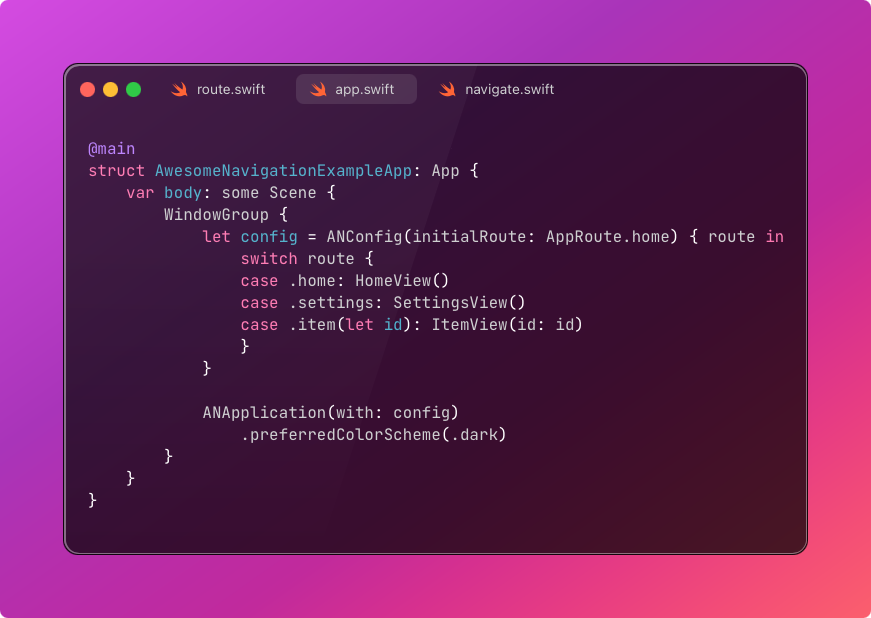 route.swift app.swift navigate.swift
@main
struct AwesomeNavigationExampleApp: App {
    var body: some Scene {
        WindowGroup {
            let config = ANConfig(initialRoute: AppRoute.home) { route in
                switch route {
                case .home: HomeView()
                case .settings: SettingsView()
                case .item(let id): ItemView(id: id)
                }
            }

            ANApplication(with: config)
                .preferredColorScheme(.dark)
        }
    }
}